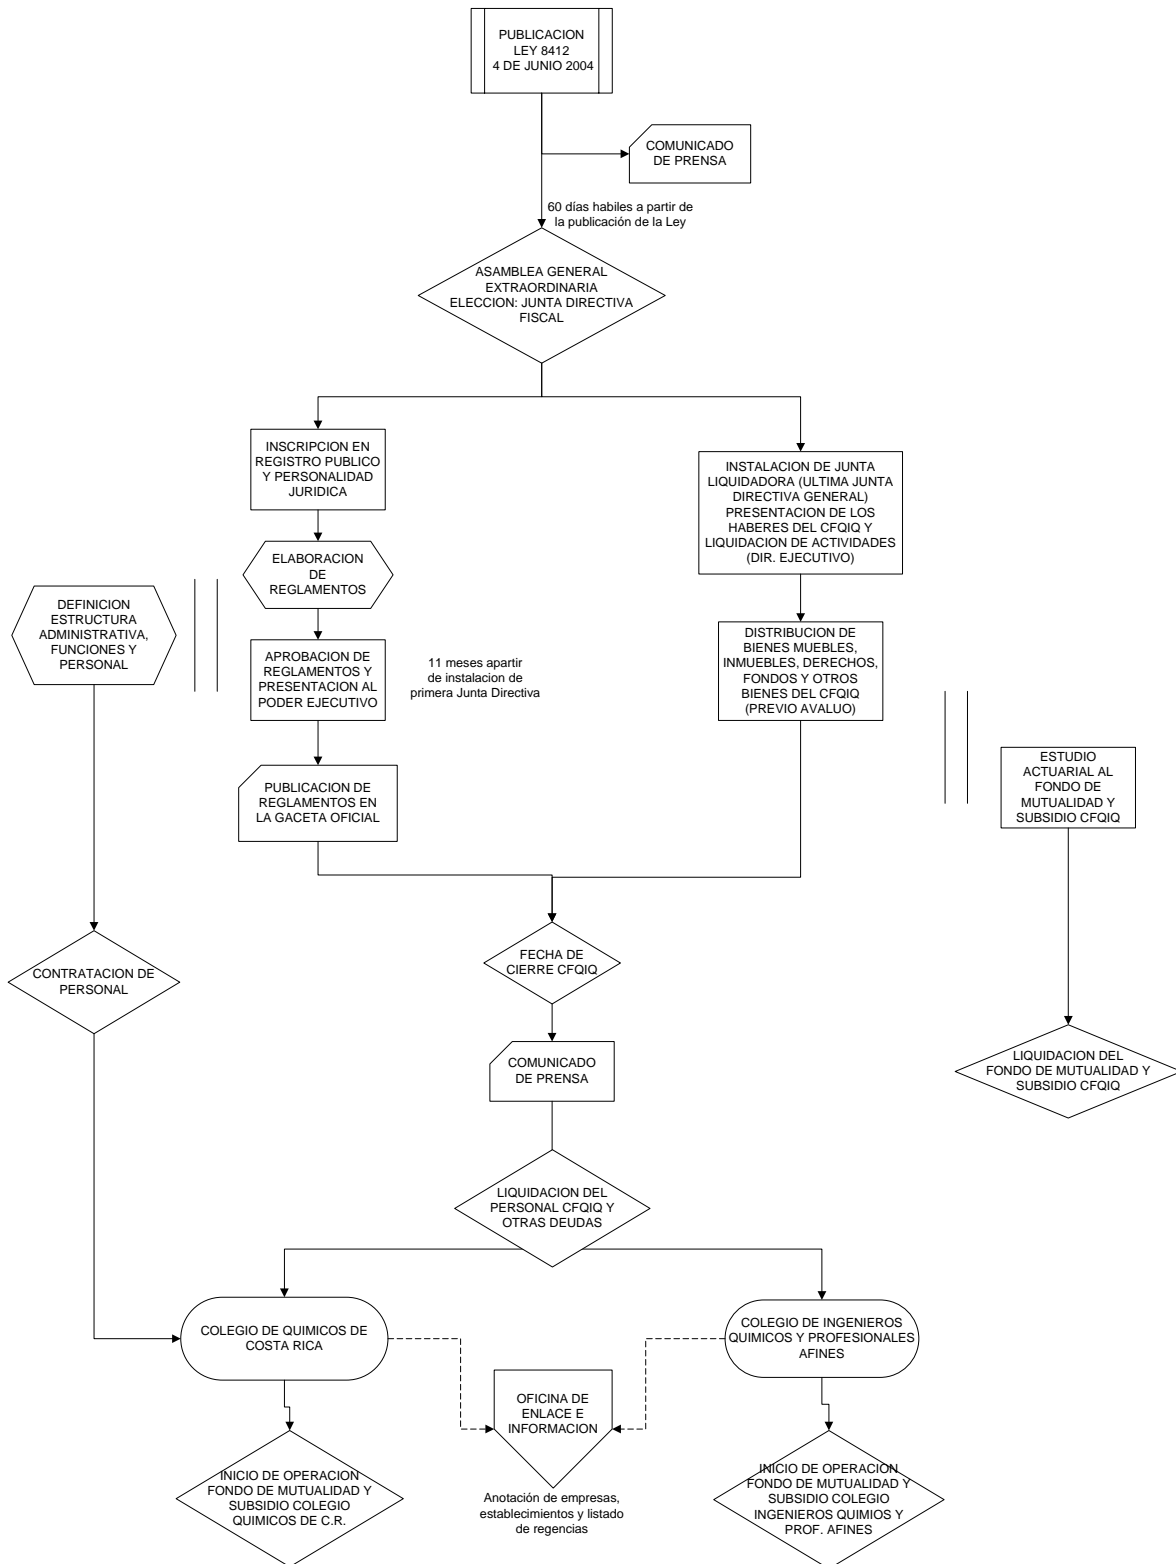 PUBLICACION
LEY 8412
4 DE JUNIO 2004
COMUNICADO
DE PRENSA
60 días habiles a partir de
la publicación de la Ley
ASAMBLEA GENERAL
EXTRAORDINARIA
ELECCION: JUNTA DIRECTIVA
FISCAL
INSCRIPCION EN
REGISTRO PUBLICO
Y PERSONALIDAD
JURIDICA
INSTALACION DE JUNTA
LIQUIDADORA (ULTIMA JUNTA
DIRECTIVA GENERAL)
PRESENTACION DE LOS
HABERES DEL CFQIQ Y
LIQUIDACION DE ACTIVIDADES
(DIR. EJECUTIVO)
ELABORACION
DE
REGLAMENTOS
DEFINICION
ESTRUCTURA
ADMINISTRATIVA,
FUNCIONES Y
PERSONAL
APROBACION DE
REGLAMENTOS Y
PRESENTACION AL
PODER EJECUTIVO
11 meses apartir
de instalacion de
primera Junta Directiva
DISTRIBUCION DE
BIENES MUEBLES,
INMUEBLES, DERECHOS,
FONDOS Y OTROS
BIENES DEL CFQIQ
(PREVIO AVALUO)
PUBLICACION DE
REGLAMENTOS EN
LA GACETA OFICIAL
ESTUDIO
ACTUARIAL AL
FONDO DE
MUTUALIDAD Y
SUBSIDIO CFQIQ
CONTRATACION DE
PERSONAL
FECHA DE
CIERRE CFQIQ
COMUNICADO
DE PRENSA
LIQUIDACION DEL
FONDO DE MUTUALIDAD Y
SUBSIDIO CFQIQ
LIQUIDACION DEL
PERSONAL CFQIQ Y
OTRAS DEUDAS
COLEGIO DE QUIMICOS DE
COSTA RICA
COLEGIO DE INGENIEROS
QUIMICOS Y PROFESIONALES
AFINES
OFICINA DE
ENLACE E
INFORMACION
Anotación de empresas,
establecimientos y listado
de regencias
INICIO DE OPERACION
FONDO DE MUTUALIDAD Y
SUBSIDIO COLEGIO
QUIMICOS DE C.R.
INICIO DE OPERACION
FONDO DE MUTUALIDAD Y
SUBSIDIO COLEGIO
INGENIEROS QUIMIOS Y
PROF. AFINES